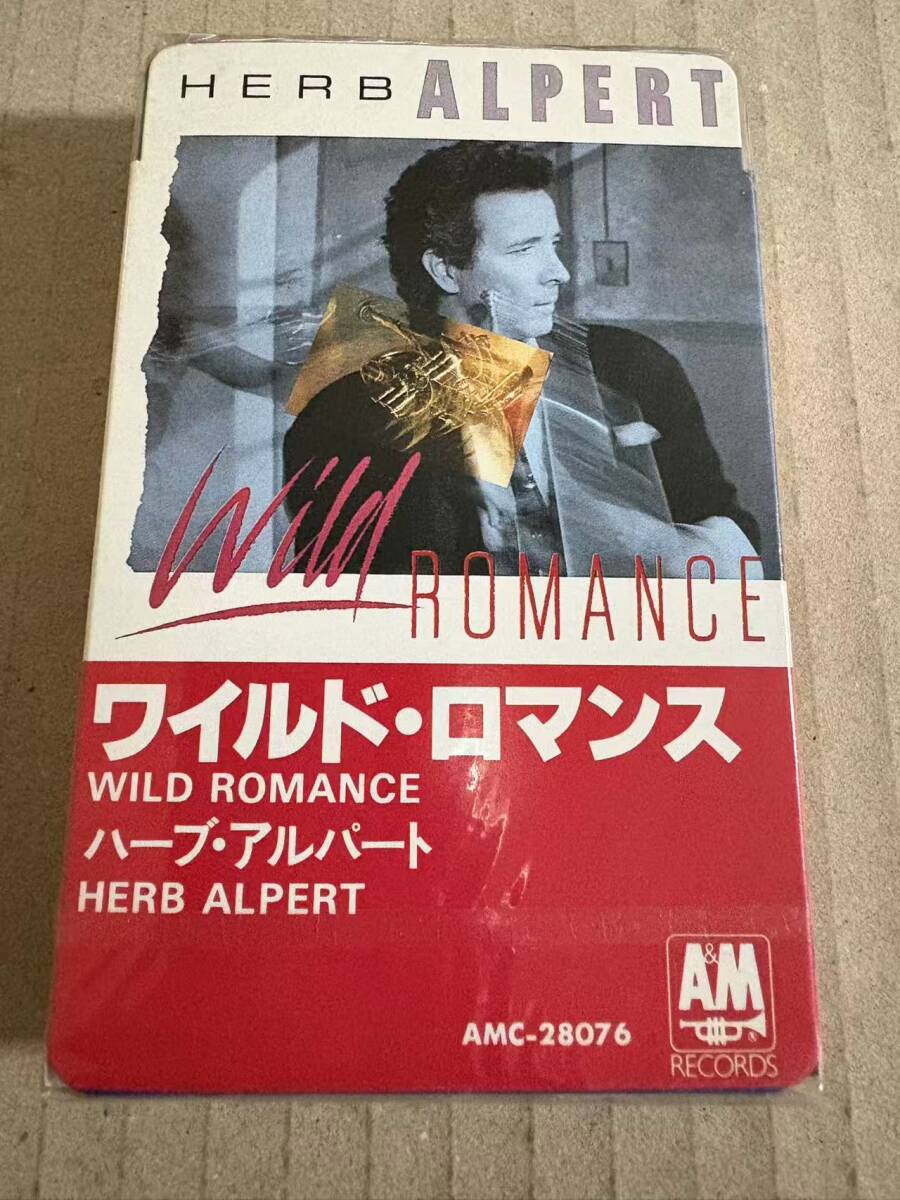 HERB ALPERT
Wild
ROMANCE
ワイルド・ロマンス
WILD ROMANCE
ハーブ・アルパート
HERB ALPERT
A&M
AMC-28076
RECORDS